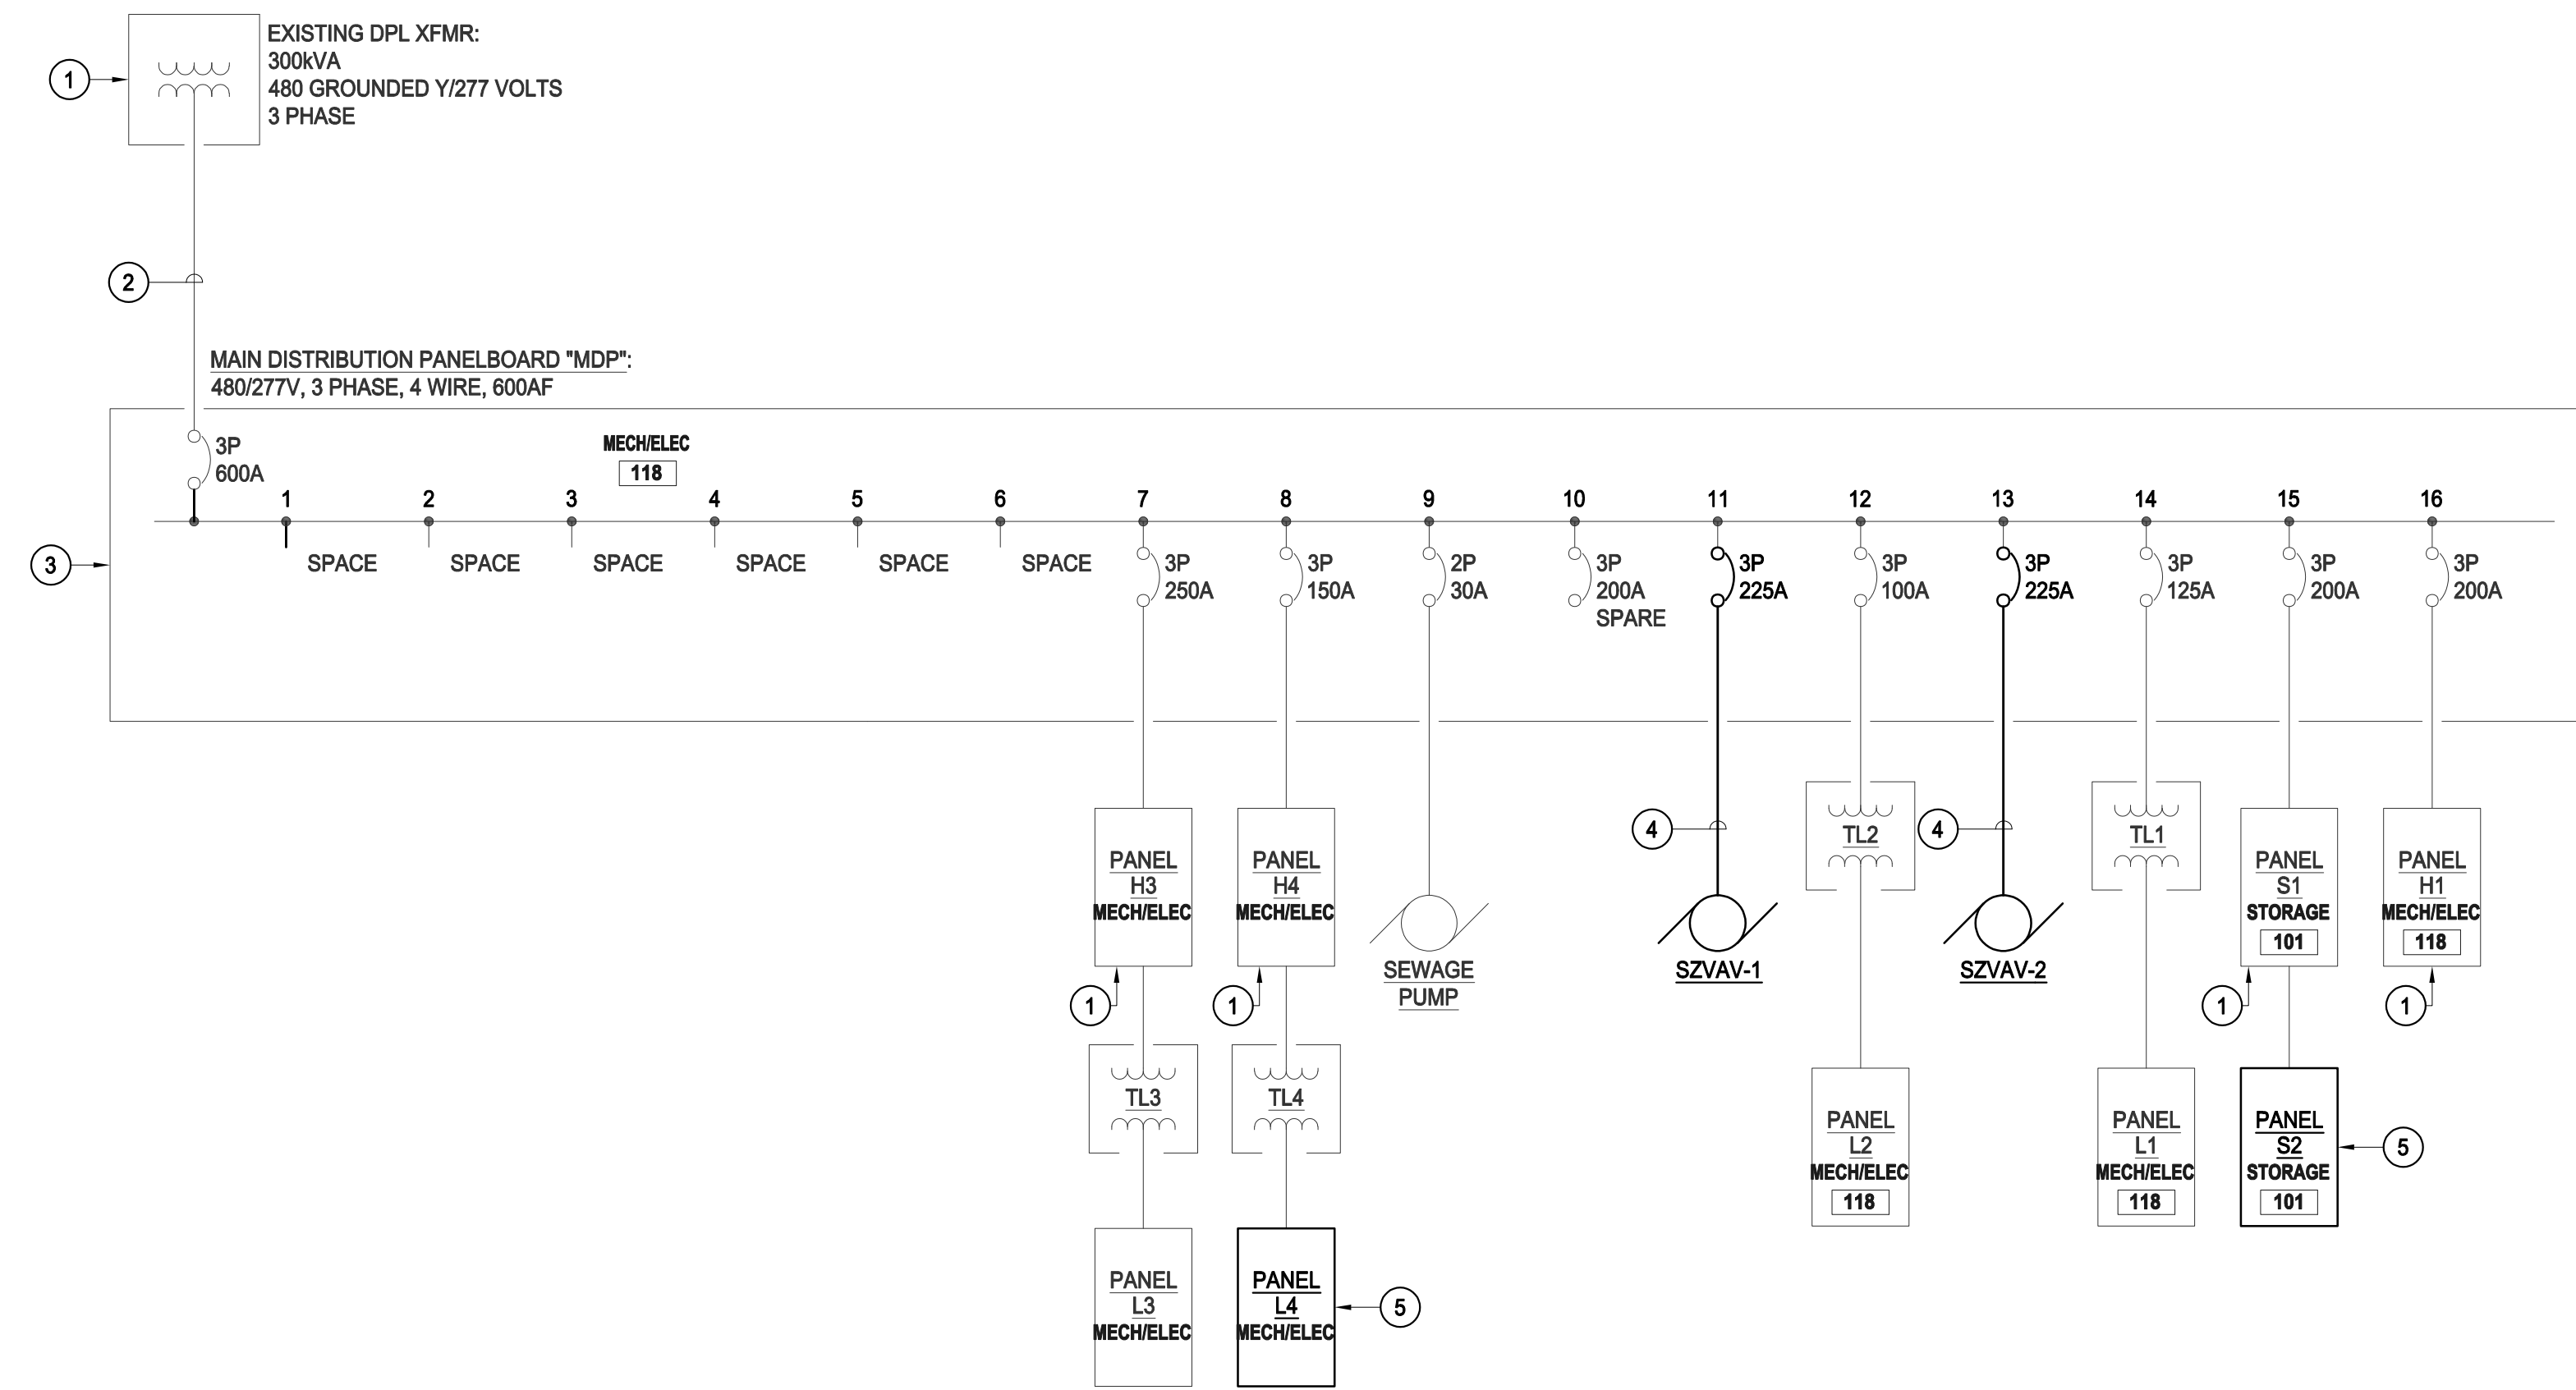 EXISTING DPL XFMR:
300kVA
480 GROUNDED Y/277 VOLTS
3 PHASE
1
2
MAIN DISTRIBUTION PANELBOARD "MDP":
480/277V, 3 PHASE, 4 WIRE, 600AF
3P
600A
MECH/ELEC
118
1 2 3 4 5 6 7 8 9 10 11 12 13 14 15 16
3
SPACE
SPACE
SPACE
SPACE
SPACE
SPACE
3P
250A
3P
150A
2P
30A
3P
200A
SPARE
3P
225A
3P
100A
3P
225A
3P
125A
3P
200A
3P
200A
PANEL
H3
MECH/ELEC
1
TL3
PANEL
L3
MECH/ELEC
PANEL
H4
MECH/ELEC
1
TL4
PANEL
L4
MECH/ELEC
5
SEWAGE
PUMP
4
SZVAV-1
TL2
PANEL
L2
MECH/ELEC
118
4
SZVAV-2
TL1
PANEL
L1
MECH/ELEC
118
PANEL
S1
STORAGE
101
1
PANEL
S2
STORAGE
101
5
PANEL
H1
MECH/ELEC
118
1